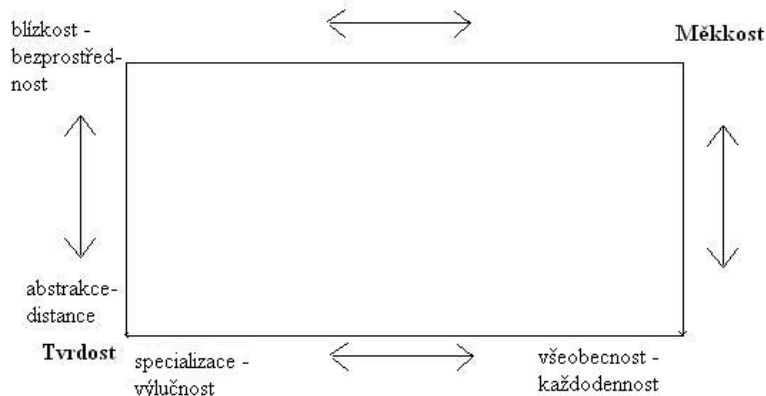 blízkost -
bezprostřed-
nost
Měkkost
abstrakce-
distance
Tvrdost
specializace -
výlučnost
všeobecnost -
každodennost